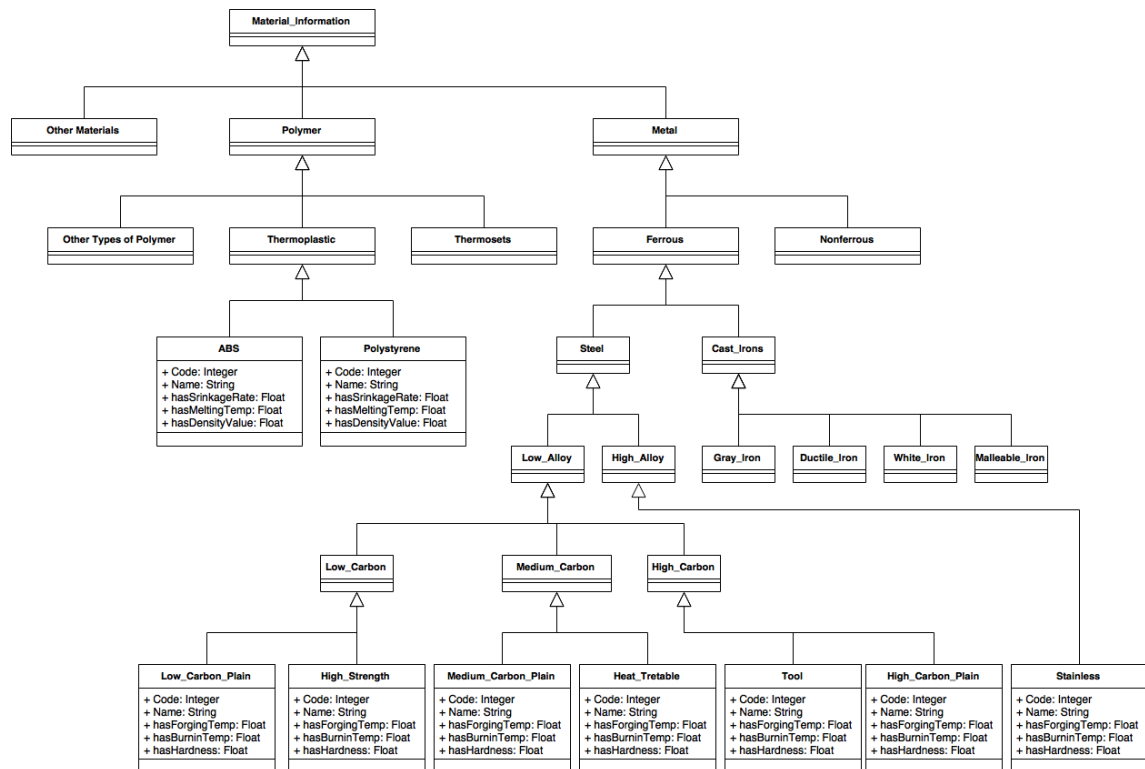 Material_Information
Other Materials
Polymer
Metal
Other Types of Polymer
Thermoplastic
Thermosets
Ferrous
Nonferrous
ABS
+ Code: Integer
+ Name: String
+ hasSrinkageRate: Float
+ hasMeltingTemp: Float
+ hasDensityValue: Float
Polystyrene
+ Code: Integer
+ Name: String
+ hasSrinkageRate: Float
+ hasMeltingTemp: Float
+ hasDensityValue: Float
Steel
Cast_Irons
Low_Alloy
High_Alloy
Gray_Iron
Ductile_Iron
White_Iron
Malleable_Iron
Low_Carbon
Medium_Carbon
High_Carbon
Low_Carbon_Plain
+ Code: Integer
+ Name: String
+ hasForgingTemp: Float
+ hasBurninTemp: Float
+ hasHardness: Float
High_Strength
+ Code: Integer
+ Name: String
+ hasForgingTemp: Float
+ hasBurninTemp: Float
+ hasHardness: Float
Medium_Carbon_Plain
+ Code: Integer
+ Name: String
+ hasForgingTemp: Float
+ hasBurninTemp: Float
+ hasHardness: Float
Heat_Tretable
+ Code: Integer
+ Name: String
+ hasForgingTemp: Float
+ hasBurninTemp: Float
+ hasHardness: Float
Tool
+ Code: Integer
+ Name: String
+ hasForgingTemp: Float
+ hasBurninTemp: Float
+ hasHardness: Float
High_Carbon_Plain
+ Code: Integer
+ Name: String
+ hasForgingTemp: Float
+ hasBurninTemp: Float
+ hasHardness: Float
Stainless
+ Code: Integer
+ Name: String
+ hasForgingTemp: Float
+ hasBurninTemp: Float
+ hasHardness: Float